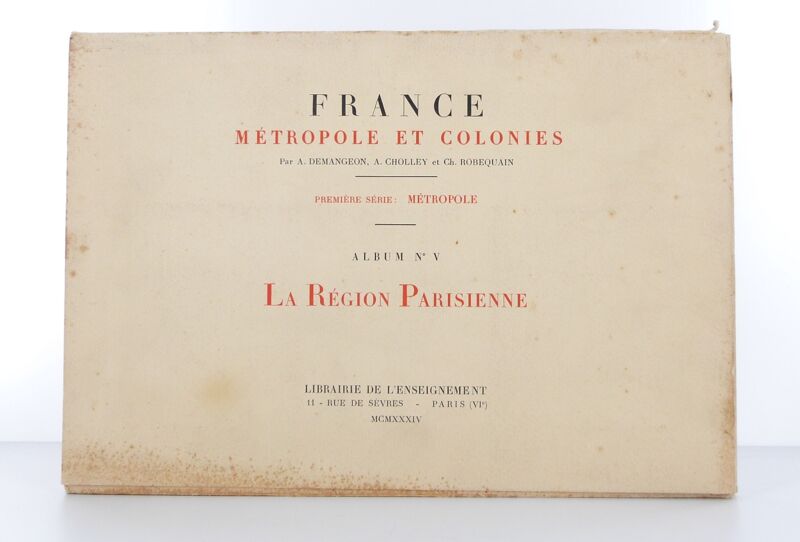 FRANCE
MÉTROPOLE ET COLONIES
Par A. DEMANGEON, A. CHOLLEY et Ch. ROBEQUAIN
PREMIÈRE SÉRIE : MÉTROPOLE
ALBUM N° V
LA RÉGION PARISIENNE
LIBRAIRIE DE L'ENSEIGNEMENT
11 - RUE DE SÈVRES - PARIS (VIe)
MCMXXXIV